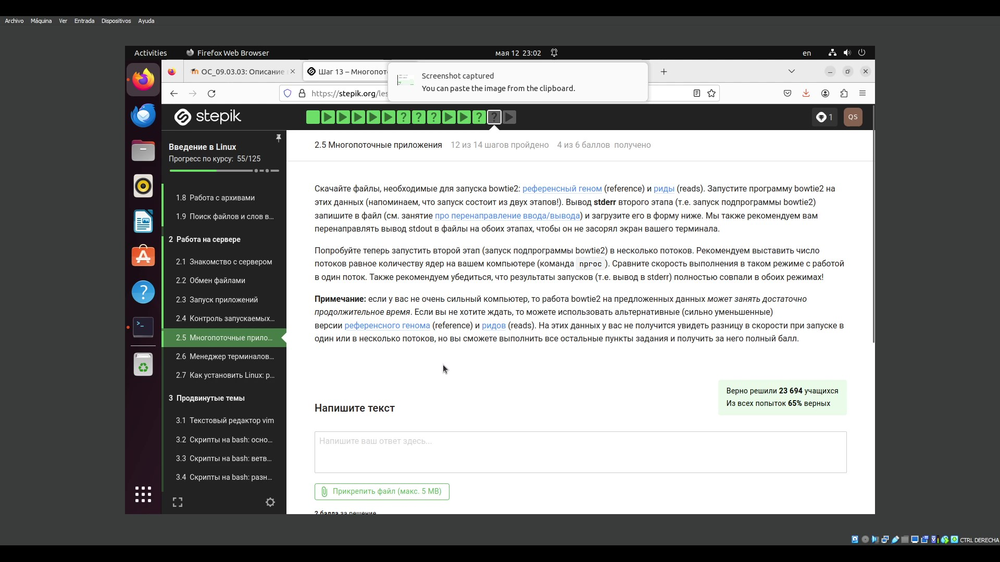 Archivo Máquina Ver Entrada Dispositivos Ayuda
Activities Firefox Web Browser мая 12 23:02 en
ОС_09.03.03: Описание Шаг 13 – Многопот
Screenshot captured
You can paste the image from the clipboard.
https://stepik.org/les
stepik
1 QS
Введение в Linux
Прогресс по курсу: 55/125
1.8 Работа с архивами
1.9 Поиск файлов и слов в...
2 Работа на сервере
2.1 Знакомство с сервером
2.2 Обмен файлами
2.3 Запуск приложений
2.4 Контроль запускаемых...
2.5 Многопоточные прило...
2.6 Менеджер терминалов...
2.7 Как установить Linux: р...
3 Продвинутые темы
3.1 Текстовый редактор vim
3.2 Скрипты на bash: осно...
3.3 Скрипты на bash: ветв...
3.4 Скрипты на bash: разн...
2.5 Многопоточные приложения 12 из 14 шагов пройдено 4 из 6 баллов получено
Скачайте файлы, необходимые для запуска bowtie2: референсный геном (reference) и риды (reads). Запустите программу bowtie2 на
этих данных (напоминаем, что запуск состоит из двух этапов!). Вывод stderr второго этапа (т.е. запуск подпрограммы bowtie2)
запишите в файл (см. занятие про перенаправление ввода/вывода) и загрузите его в форму ниже. Мы также рекомендуем вам
перенаправлять вывод stdout в файлы на обоих этапах, чтобы он не засорял экран вашего терминала.
Попробуйте теперь запустить второй этап (запуск подпрограммы bowtie2) в несколько потоков. Рекомендуем выставить число
потоков равное количеству ядер на вашем компьютере (команда nproc). Сравните скорость выполнения в таком режиме с работой
в один поток. Также рекомендуем убедиться, что результаты запусков (т.е. вывод в stderr) полностью совпали в обоих режимах!
Примечание: если у вас не очень сильный компьютер, то работа bowtie2 на предложенных данных может занять достаточно
продолжительное время. Если вы не хотите ждать, то можете использовать альтернативные (сильно уменьшенные)
версии референсного генома (reference) и ридов (reads). На этих данных у вас не получится увидеть разницу в скорости при запуске в
один или в несколько потоков, но вы сможете выполнить все остальные пункты задания и получить за него полный балл.
Верно решили 23 694 учащихся
Из всех попыток 65% верных
Напишите текст
Напишите ваш ответ здесь...
Прикрепить файл (макс. 5 MB)
2 балла за решение
CTRL DERECHA